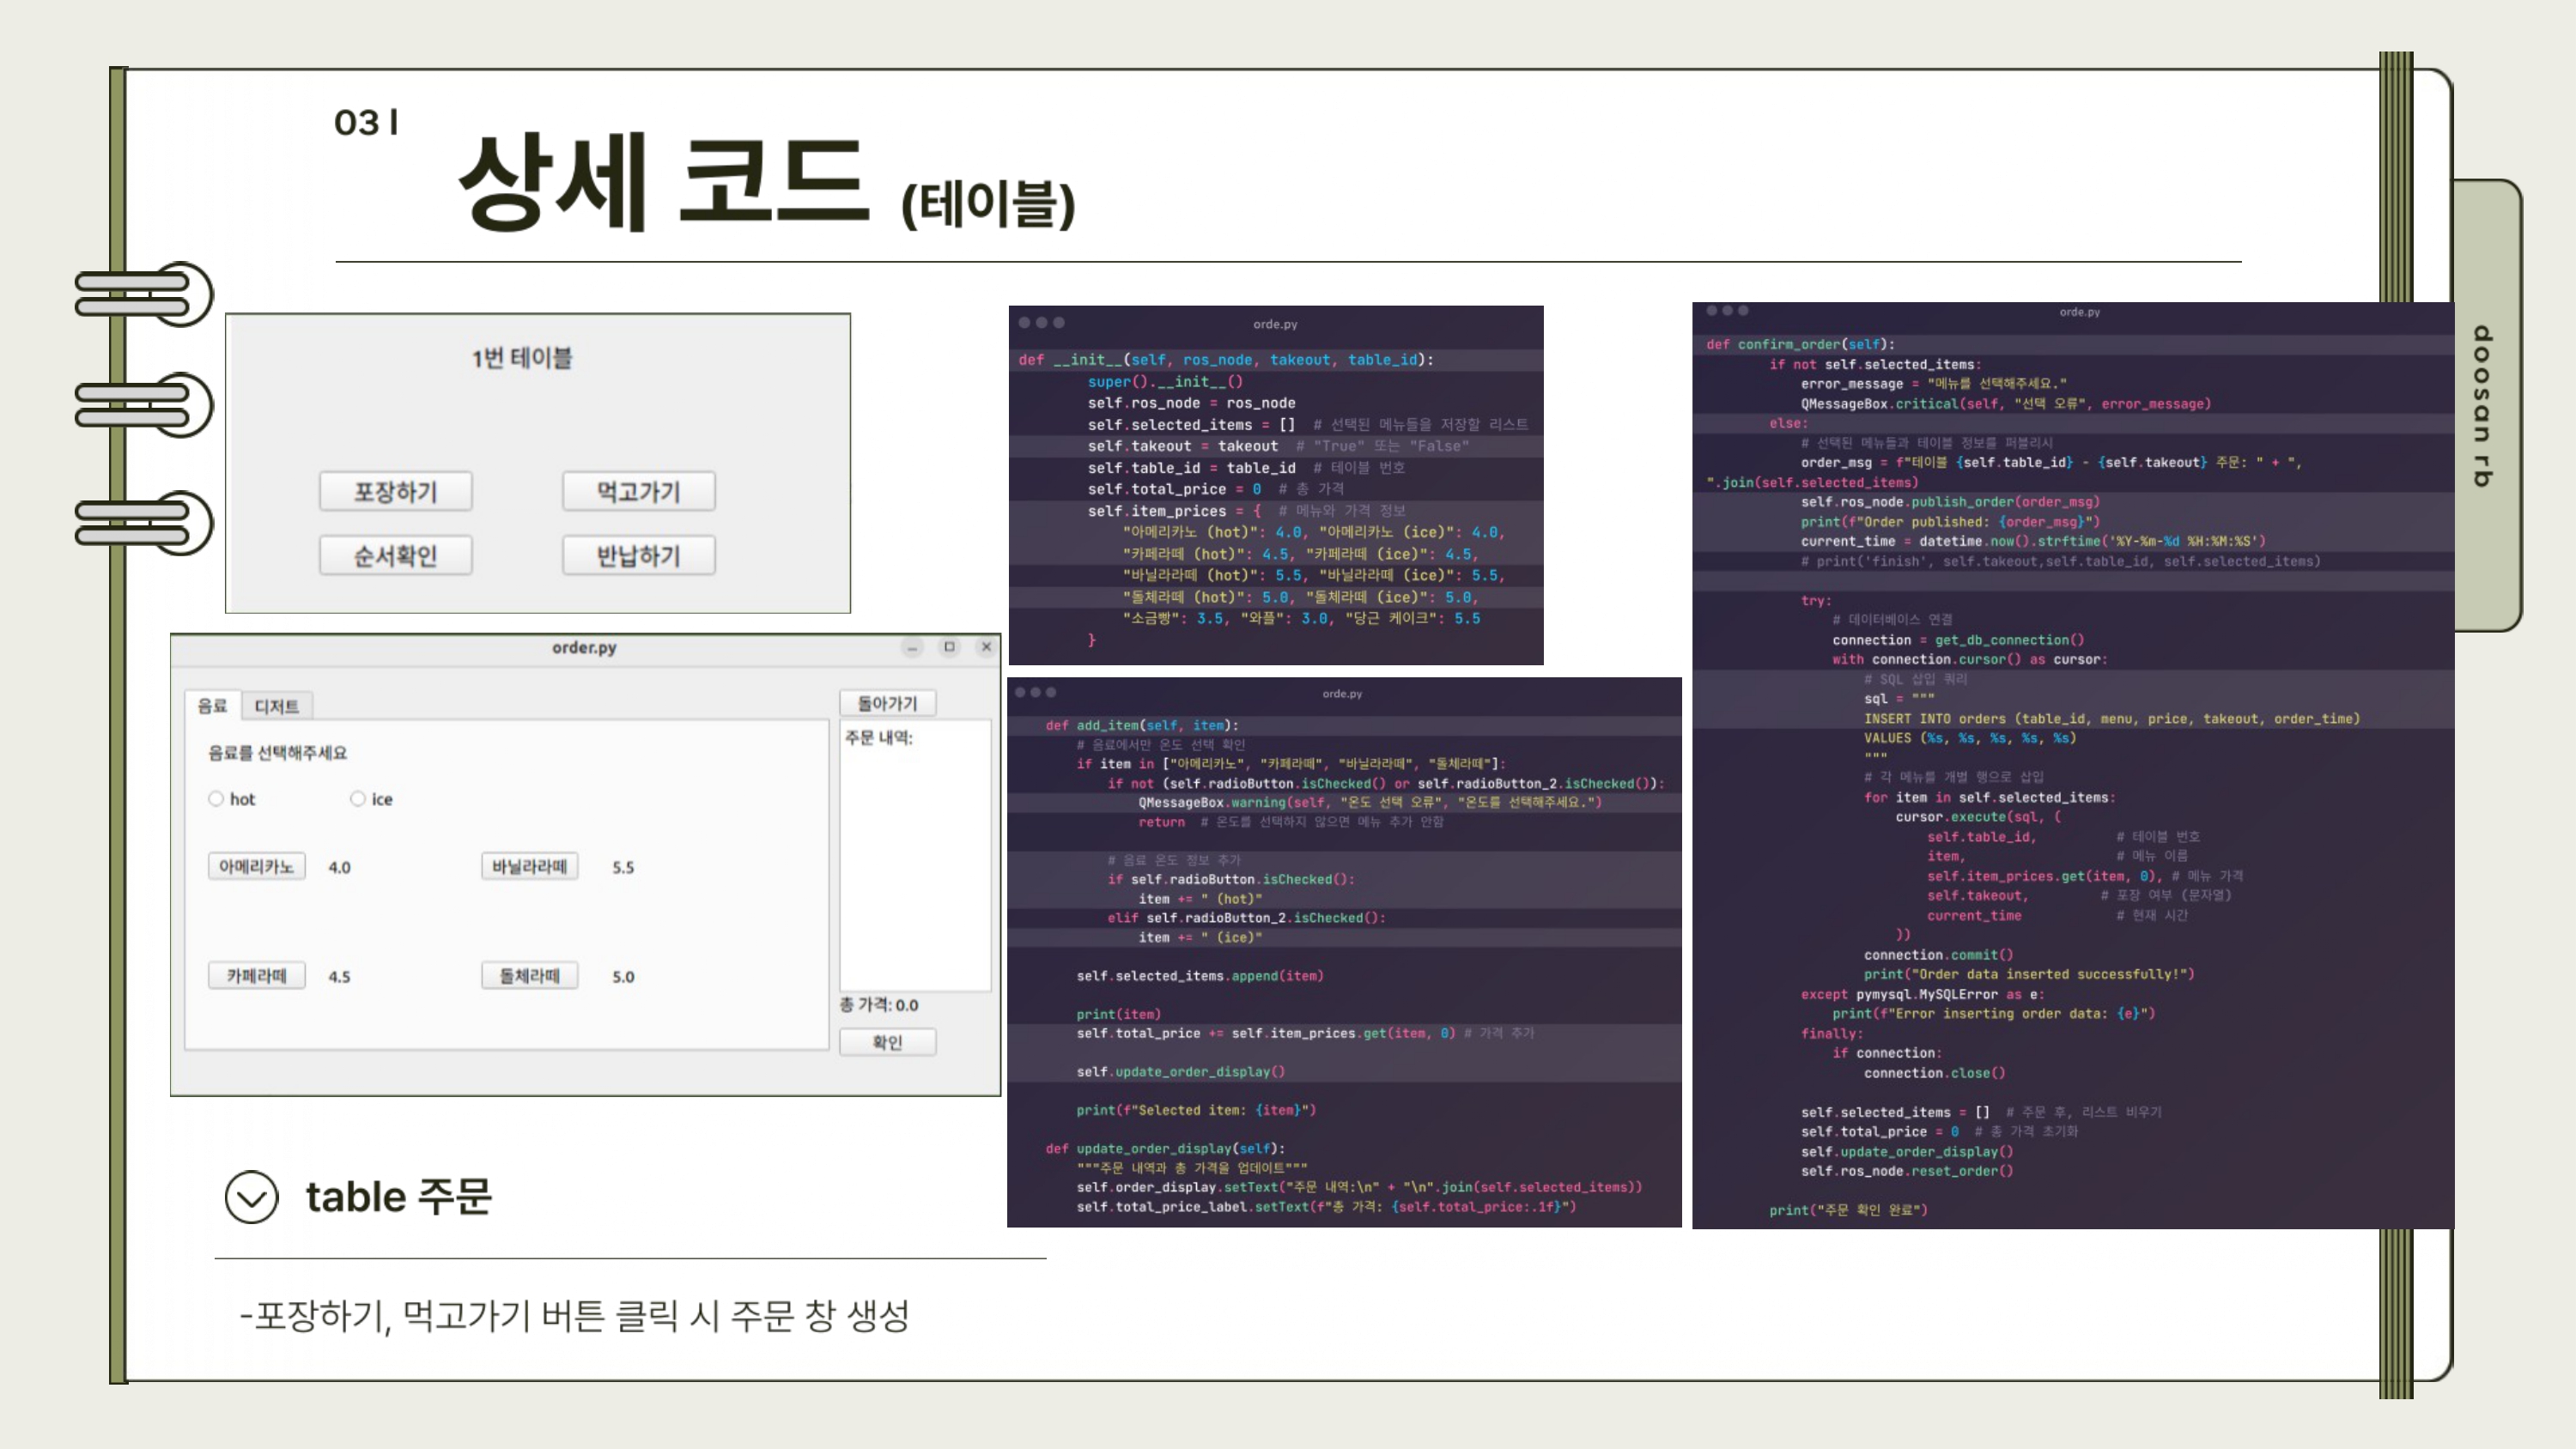 03 |
상세 코드 (테이블)
doosan rb
1번 테이블
포장하기 먹고가기
순서확인 반납하기
order.py
음료 디저트
음료를 선택해주세요
hot ice
아메리카노 4.0 바닐라라떼 5.5
카페라떼 4.5 돌체라떼 5.0
돌아가기
주문 내역:
총 가격: 0.0
확인
table 주문
-포장하기, 먹고가기 버튼 클릭 시 주문 창 생성
orde.py
def __init__(self, ros_node, takeout, table_id):
super().__init__()
self.ros_node = ros_node
self.selected_items = [] # 선택된 메뉴들을 저장할 리스트
self.takeout = takeout # "True" 또는 "False"
self.table_id = table_id # 테이블 번호
self.total_price = 0 # 총 가격
self.item_prices = { # 메뉴와 가격 정보
"아메리카노 (hot)": 4.0, "아메리카노 (ice)": 4.0,
"카페라떼 (hot)": 4.5, "카페라떼 (ice)": 4.5,
"바닐라라떼 (hot)": 5.5, "바닐라라떼 (ice)": 5.5,
"돌체라떼 (hot)": 5.0, "돌체라떼 (ice)": 5.0,
"소금빵": 3.5, "와플": 3.0, "당근 케이크": 5.5
}
orde.py
def add_item(self, item):
# 음료에서만 온도 선택 확인
if item in ["아메리카노", "카페라떼", "바닐라라떼", "돌체라떼"]:
if not (self.radioButton.isChecked() or self.radioButton_2.isChecked()):
QMessageBox.warning(self, "온도 선택 오류", "온도를 선택해주세요.")
return # 온도를 선택하지 않으면 메뉴 추가 안함
# 음료 온도 정보 추가
if self.radioButton.isChecked():
item += " (hot)"
elif self.radioButton_2.isChecked():
item += " (ice)"
self.selected_items.append(item)
print(item)
self.total_price += self.item_prices.get(item, 0) # 가격 추가
self.update_order_display()
print(f"Selected item: {item}")
def update_order_display(self):
"""주문 내역과 총 가격을 업데이트"""
self.order_display.setText("주문 내역:\n" + "\n".join(self.selected_items))
self.total_price_label.setText(f"총 가격: {self.total_price:.1f}")
orde.py
def confirm_order(self):
if not self.selected_items:
error_message = "메뉴를 선택해주세요."
QMessageBox.critical(self, "선택 오류", error_message)
else:
# 선택된 메뉴들과 테이블 정보를 퍼블리시
order_msg = f"테이블 {self.table_id} - {self.takeout} 주문: " + ",
".join(self.selected_items)
self.ros_node.publish_order(order_msg)
print(f"Order published: {order_msg}")
current_time = datetime.now().strftime('%Y-%m-%d %H:%M:%S')
# print('finish', self.takeout,self.table_id, self.selected_items)
try:
# 데이터베이스 연결
connection = get_db_connection()
with connection.cursor() as cursor:
# SQL 삽입 쿼리
sql = """
INSERT INTO orders (table_id, menu, price, takeout, order_time)
VALUES (%s, %s, %s, %s, %s)
"""
# 각 메뉴를 개별 행으로 삽입
for item in self.selected_items:
cursor.execute(sql, (
self.table_id, # 테이블 번호
item, # 메뉴 이름
self.item_prices.get(item, 0), # 메뉴 가격
self.takeout, # 포장 여부 (문자열)
current_time # 현재 시간
))
connection.commit()
print("Order data inserted successfully!")
except pymysql.MySQLError as e:
print(f"Error inserting order data: {e}")
finally:
if connection:
connection.close()
self.selected_items = [] # 주문 후, 리스트 비우기
self.total_price = 0 # 총 가격 초기화
self.update_order_display()
self.ros_node.reset_order()
print("주문 확인 완료")